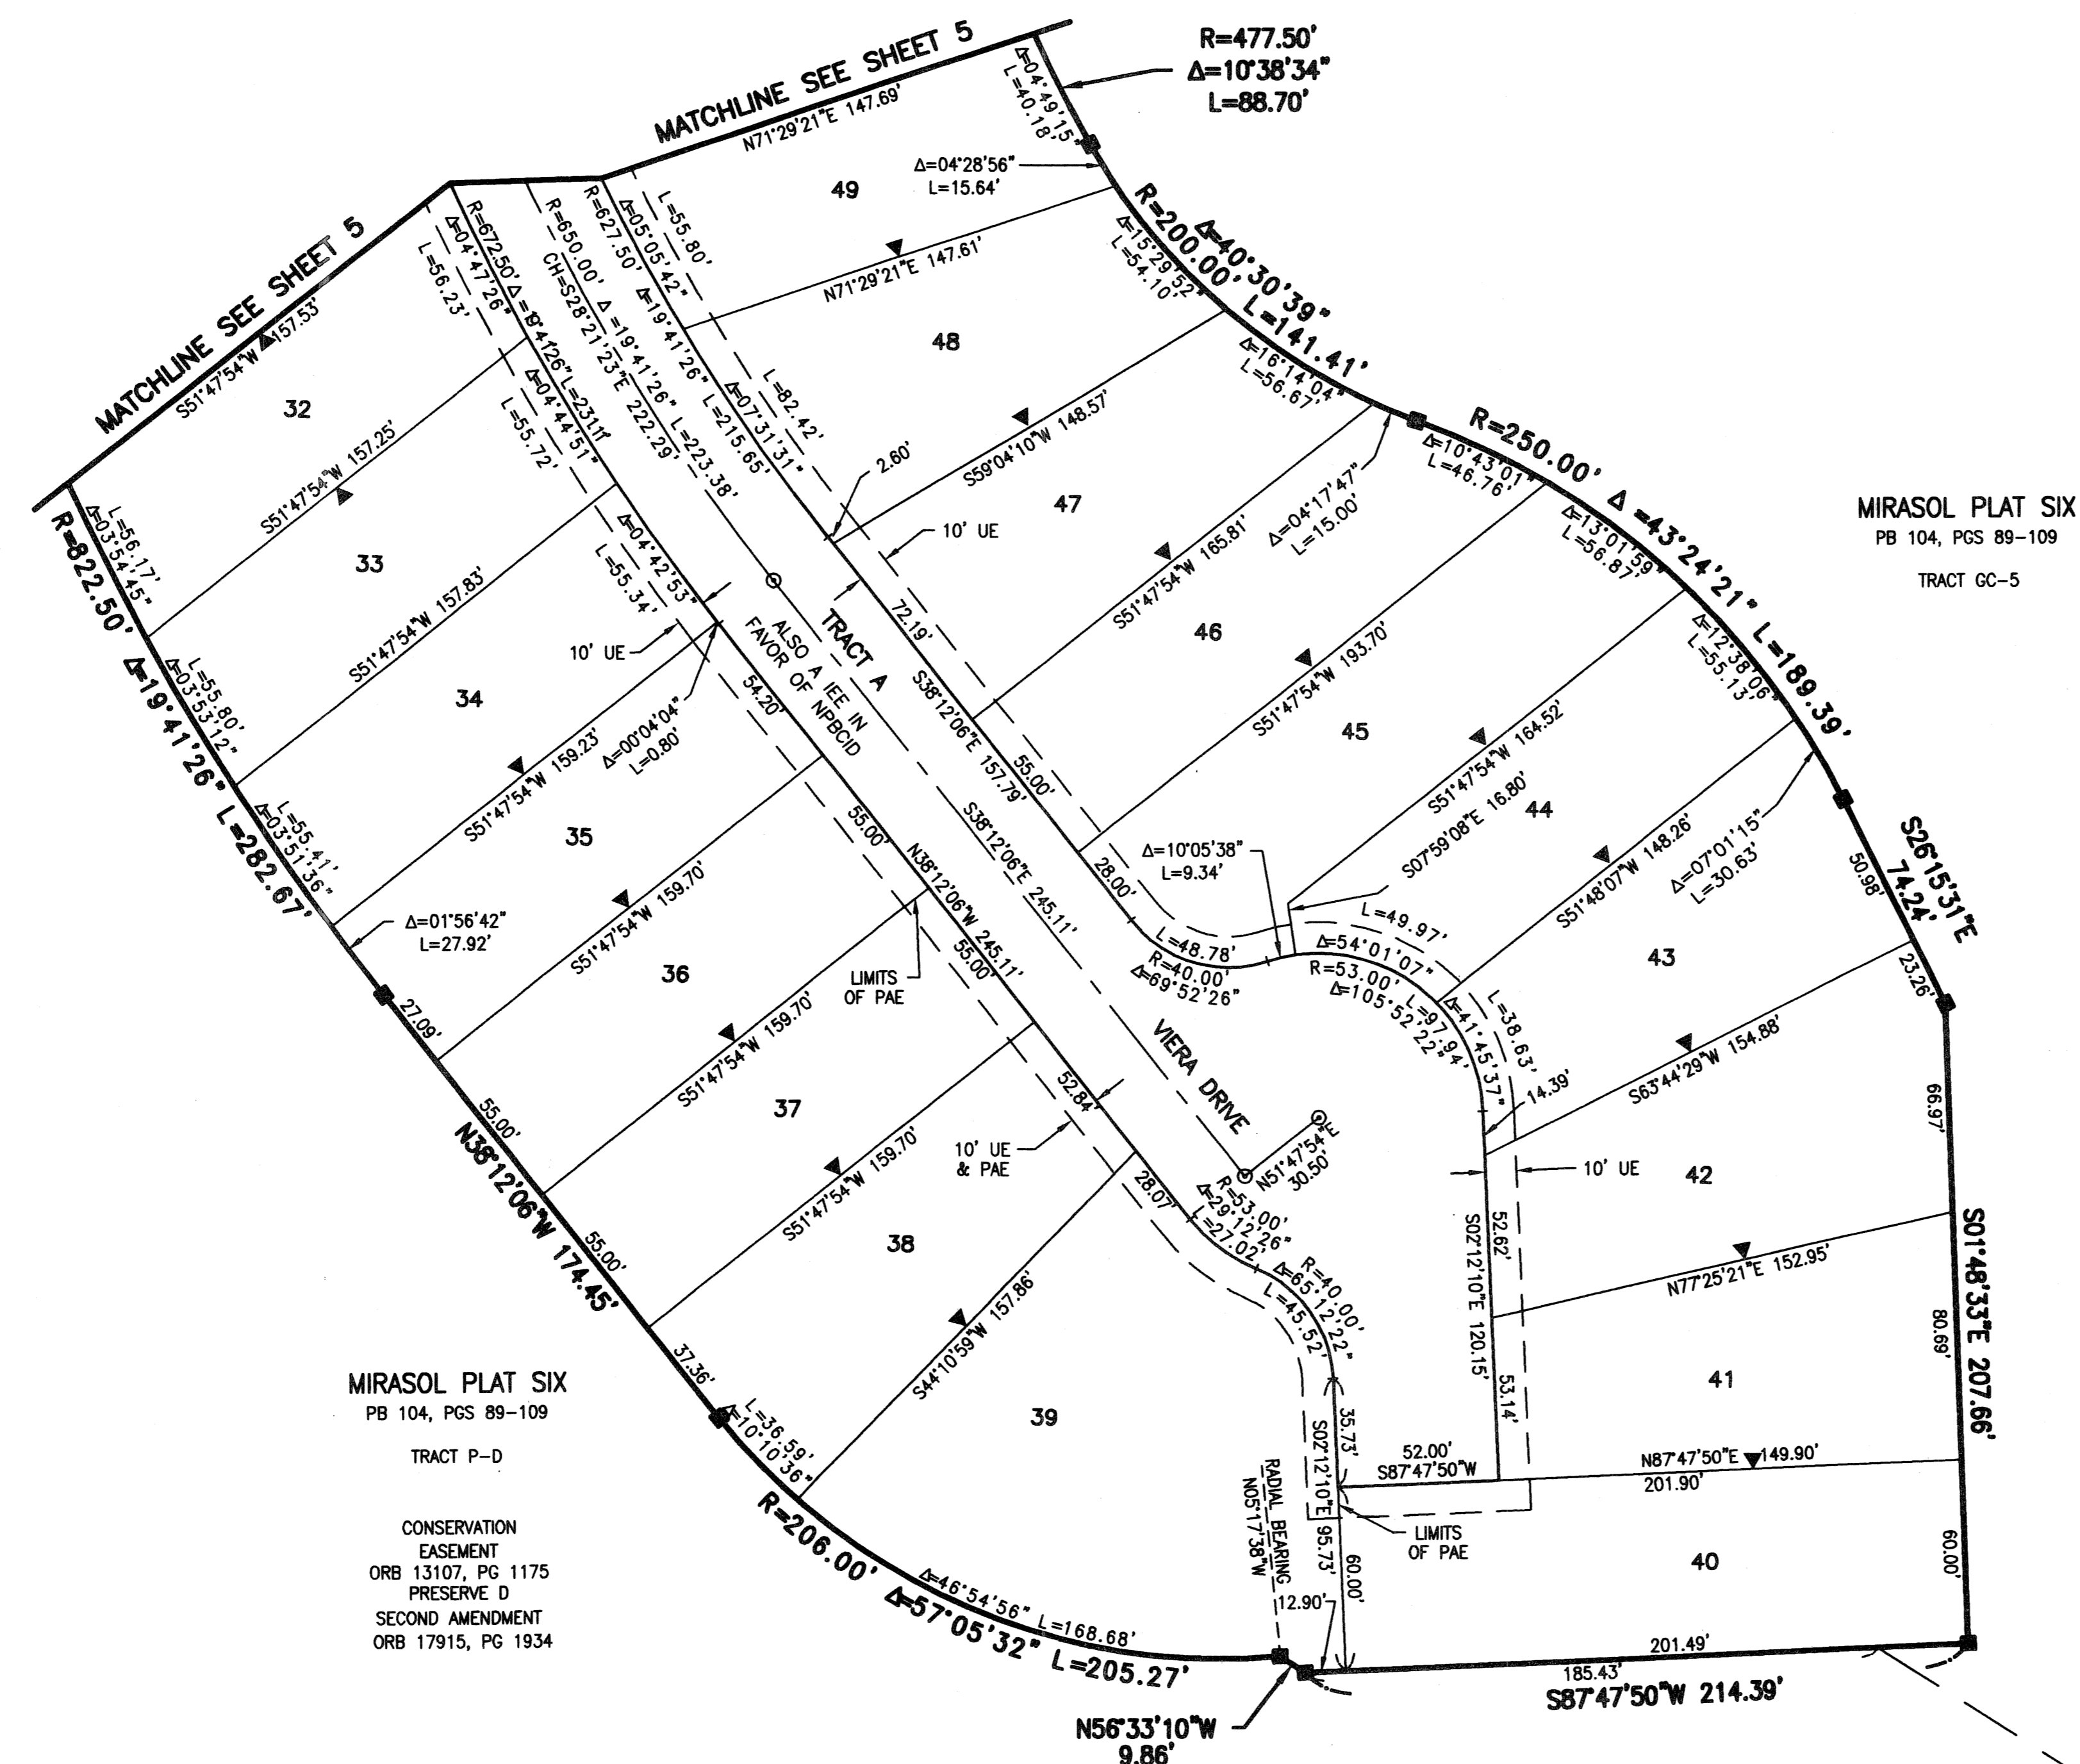 MATCHLINE SEE SHEET 5
N71°29'21"E 147.69'
R=477.50'
Δ=10°38'34"
L=88.70'
Δ=04°49'15"
L=40.18'
Δ=04°28'56"
L=15.64'
49
L=55.80'
Δ=05°05'42"
R=627.50' Δ=19°41'26" L=215.65'
R=650.00' Δ=19°41'26" L=223.38'
CH=S28°21'23"E 222.29'
R=672.50' Δ=19°41'26" L=231.11'
Δ=04°47'26"
L=56.23'
MATCHLINE SEE SHEET 5
S51°47'54"W 157.53'
32
N71°29'21"E 147.61'
48
R=200.00' L=141.41'
Δ=40°30'39"
Δ=15°29'52"
L=54.10'
Δ=16°14'04"
L=56.67'
Δ=07°31'31"
L=82.42'
S59°04'10"W 148.57'
2.60'
47
10' UE
Δ=04°17'47"
L=15.00'
R=250.00' Δ=43°24'21" L=189.39'
Δ=10°43'01"
L=46.76'
Δ=13°01'59"
L=56.87'
Δ=12°38'06"
L=55.13'
MIRASOL PLAT SIX
PB 104, PGS 89-109
TRACT GC-5
S51°47'54"W 157.25'
Δ=04°44'51"
L=55.72'
33
L=56.17'
Δ=03°54'45"
R=822.50' Δ=19°41'26" L=282.67'
S51°47'54"W 157.83'
Δ=04°42'53"
L=55.34'
10' UE
34
L=55.80'
Δ=03°53'12"
S51°47'54"W 159.23'
Δ=00°04'04"
L=0.80'
54.20'
TRACT A
ALSO A IEE IN
FAVOR OF NPBCID
72.19'
S38°12'06"E 157.79'
S51°47'54"W 165.81'
46
S51°47'54"W 193.70'
55.00'
45
S51°47'54"W 164.52'
S07°59'08"E 16.80'
44
S51°48'07"W 148.26'
Δ=07°01'15"
L=30.63'
S26°15'31"E
74.24'
50.98'
23.26'
35
L=55.41'
Δ=03°51'36"
Δ=01°56'42"
L=27.92'
S51°47'54"W 159.70'
55.00'
N38°12'06"W 245.11'
S38°12'06"E 245.11'
28.00'
Δ=10°05'38"
L=9.34'
L=48.78'
R=40.00'
Δ=69°52'26"
L=49.97'
Δ=54°01'07"
R=53.00' L=97.94'
Δ=105°52'22"
L=38.63'
Δ=41°45'37"
43
36
LIMITS
OF PAE
55.00'
27.09'
S51°47'54"W 159.70'
37
52.84'
VIERA DRIVE
14.39'
S63°44'29"W 154.88'
66.97'
10' UE
42
N51°47'54"E
30.50'
55.00'
N38°12'06"W 174.45'
S51°47'54"W 159.70'
10' UE
& PAE
28.07'
R=53.00'
Δ=29°12'26"
L=27.02'
R=40.00'
Δ=65°12'22"
L=45.52'
52.62'
S02°12'10"E 120.15'
N77°25'21"E 152.95'
S01°48'33"E 207.66'
80.69'
38
55.00'
37.36'
S44°10'59"W 157.86'
41
53.14'
35.73'
52.00'
S87°47'50"W
N87°47'50"E 149.90'
201.90'
39
L=36.59'
Δ=10°10'36"
MIRASOL PLAT SIX
PB 104, PGS 89-109
TRACT P-D
CONSERVATION
EASEMENT
ORB 13107, PG 1175
PRESERVE D
SECOND AMENDMENT
ORB 17915, PG 1934
R=206.00' Δ=57°05'32" L=205.27'
Δ=46°54'56" L=168.68'
RADIAL BEARING
N05°17'38"W
S02°12'10"E 95.73'
60.00'
LIMITS
OF PAE
40
60.00'
12.90'
201.49'
185.43'
S87°47'50"W 214.39'
N56°33'10"W
9.86'